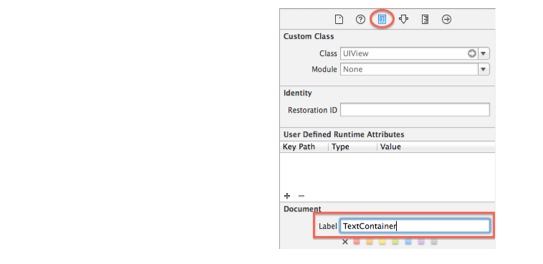 Custom Class
Class UIView
Module None
Identity
Restoration ID
User Defined Runtime Attributes
Key Path Type Value
+ −
Document
Label TextContainer